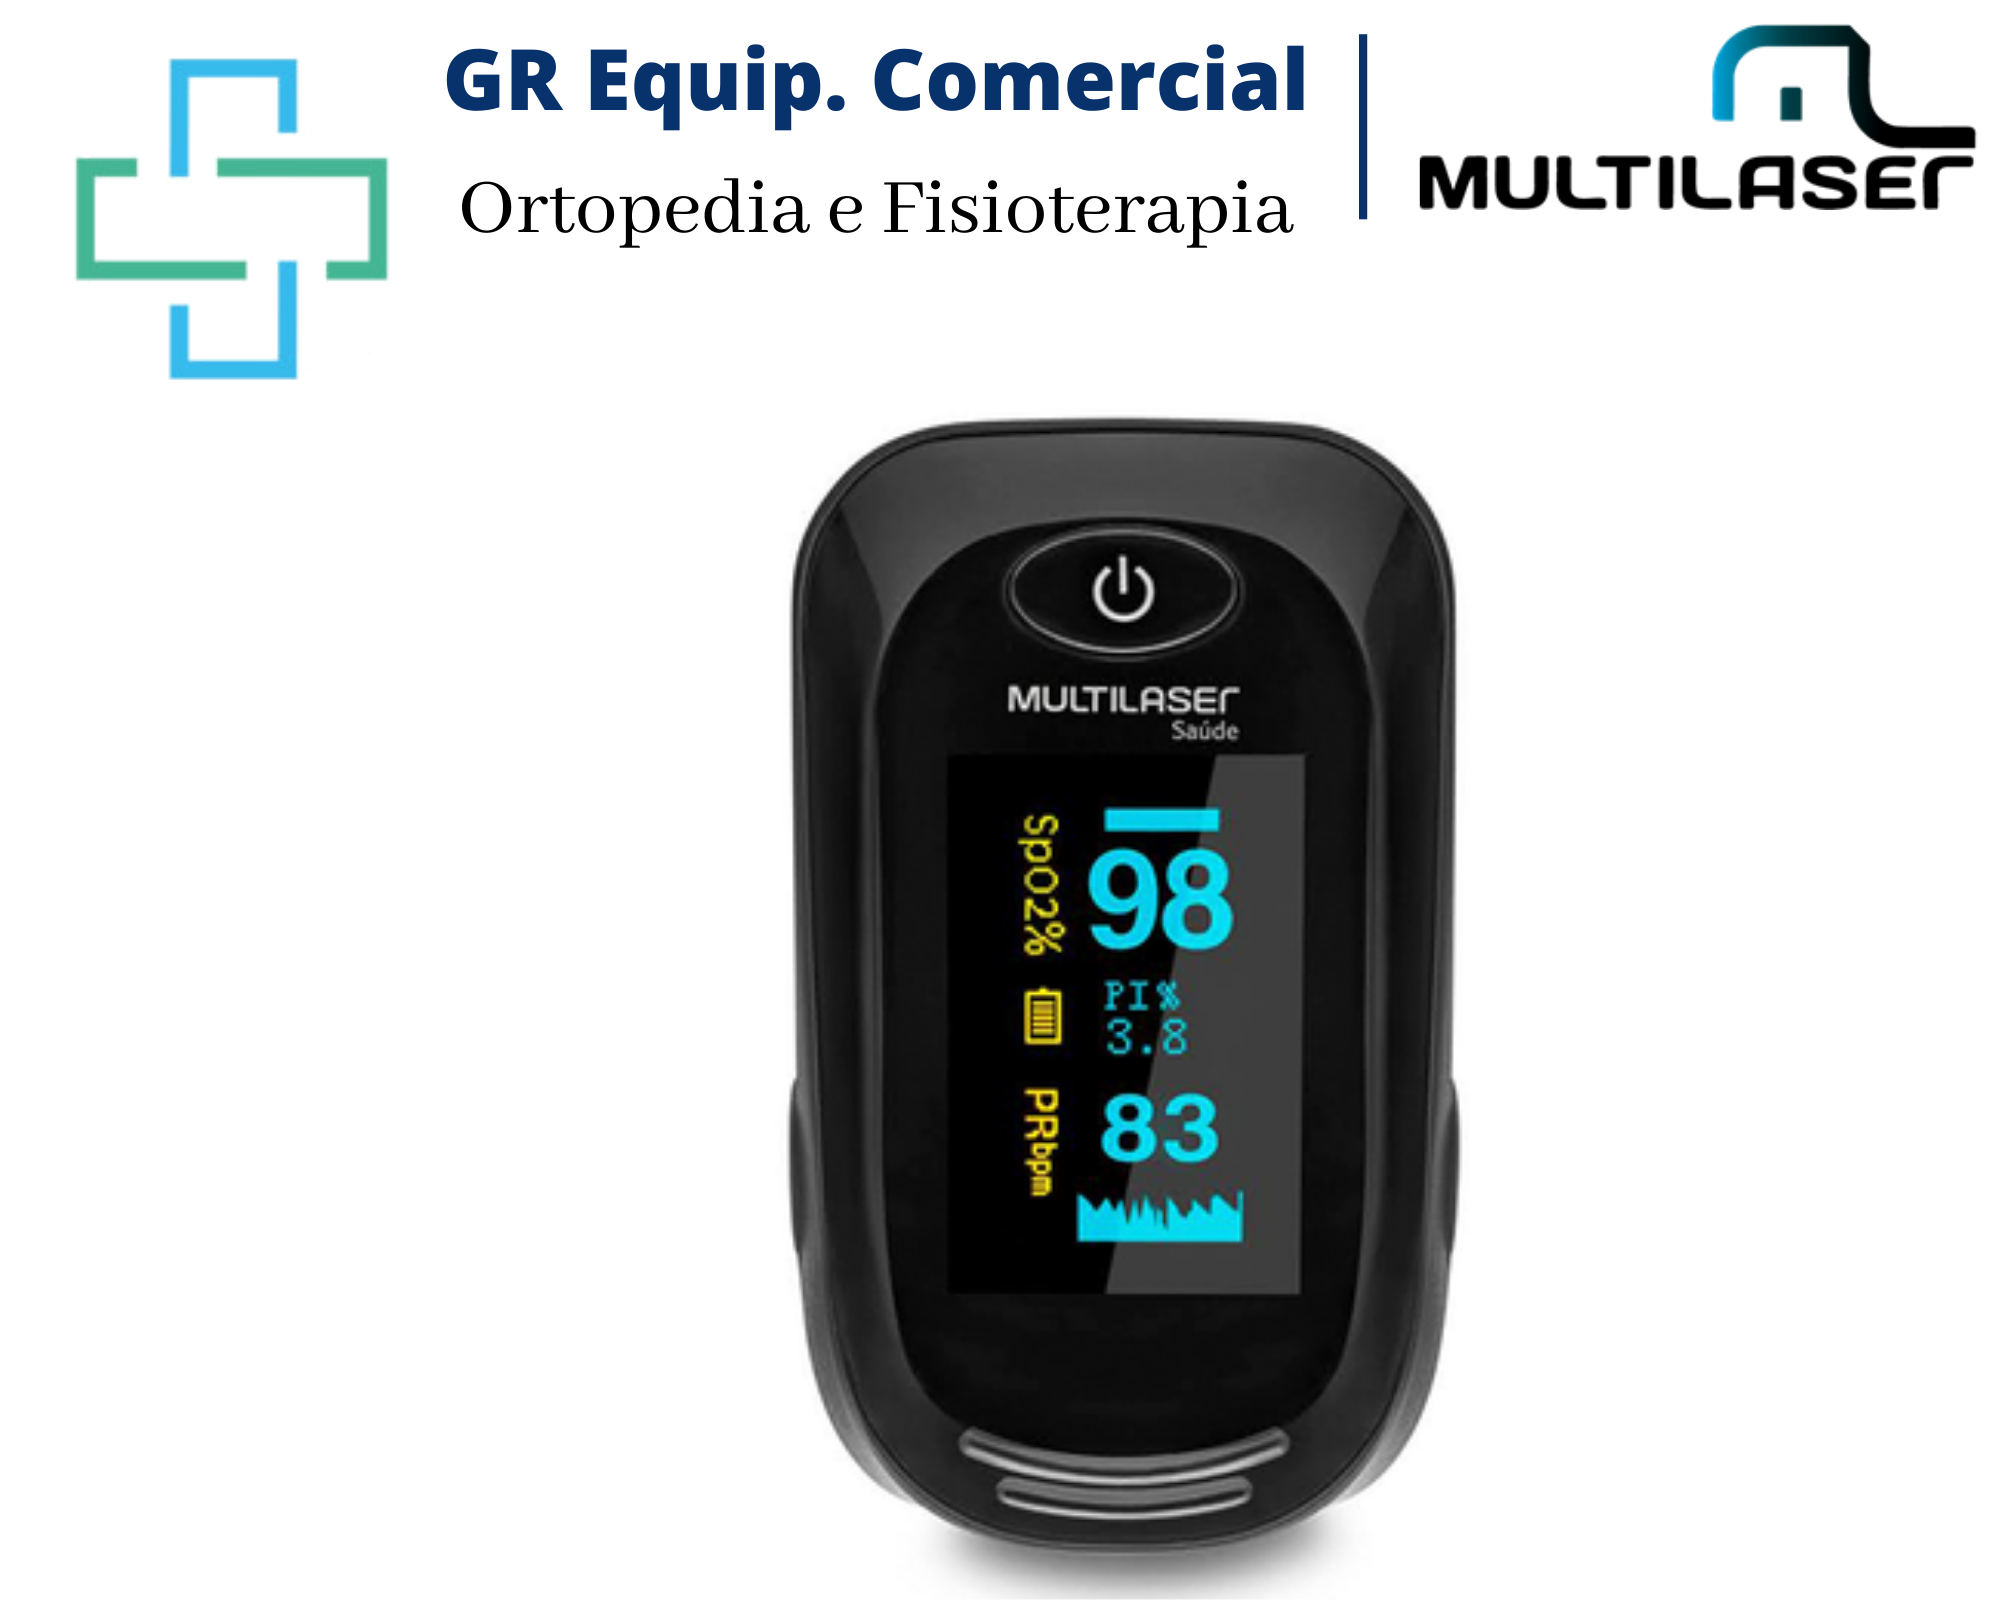 GR Equip. Comercial
Ortopedia e Fisioterapia
MULTILASER
MULTILASER
Saúde
SpO2%
98
PI%
3.8
PRbpm
83